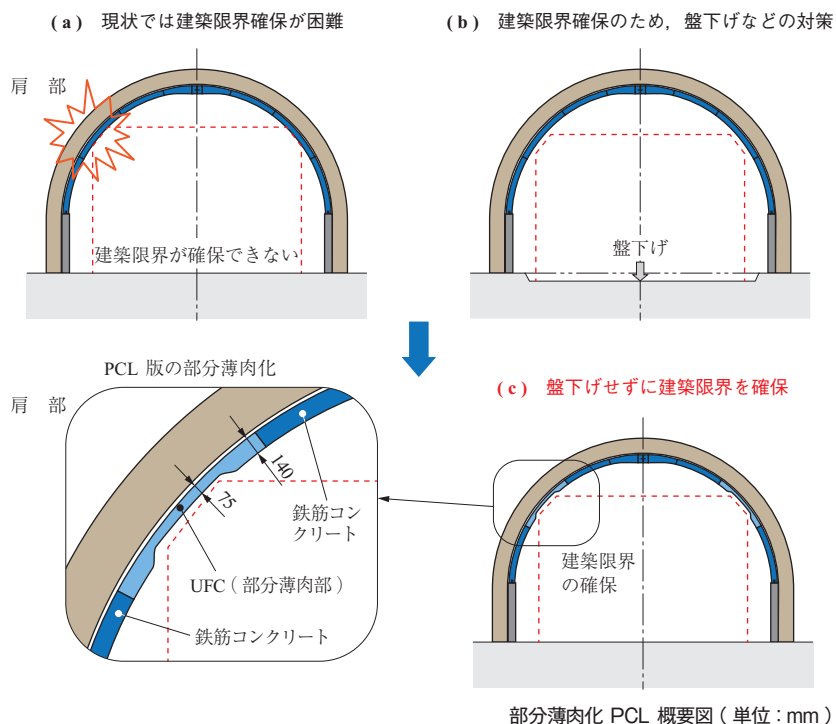 ( a ) 現状では建築限界確保が困難
( b ) 建築限界確保のため，盤下げなどの対策
肩 部
建築限界が確保できない
盤下げ
PCL 版の部分薄肉化
肩 部
140
75
鉄筋コン
クリート
UFC ( 部分薄肉部 )
鉄筋コンクリート
( c ) 盤下げせずに建築限界を確保
建築限界
の確保
部分薄肉化 PCL 概要図 ( 単位 : mm )